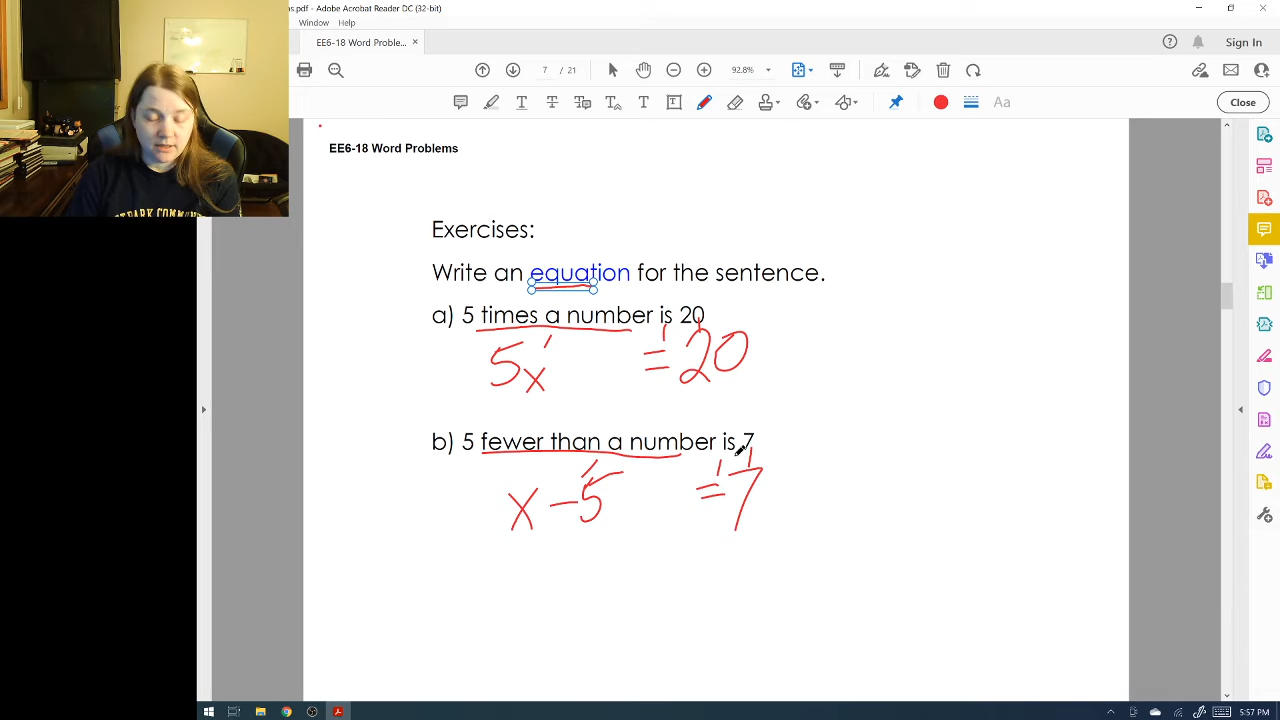 s.pdf - Adobe Acrobat Reader DC (32-bit)
Window Help
EE6-18 Word Proble... ×
Sign In
7 / 21
92.8%
Aa
Close
EE6-18 Word Problems
Exercises:
Write an equation for the sentence.
a) 5 times a number is 20
5x = 20
b) 5 fewer than a number is 7
x - 5 = 7
5:57 PM